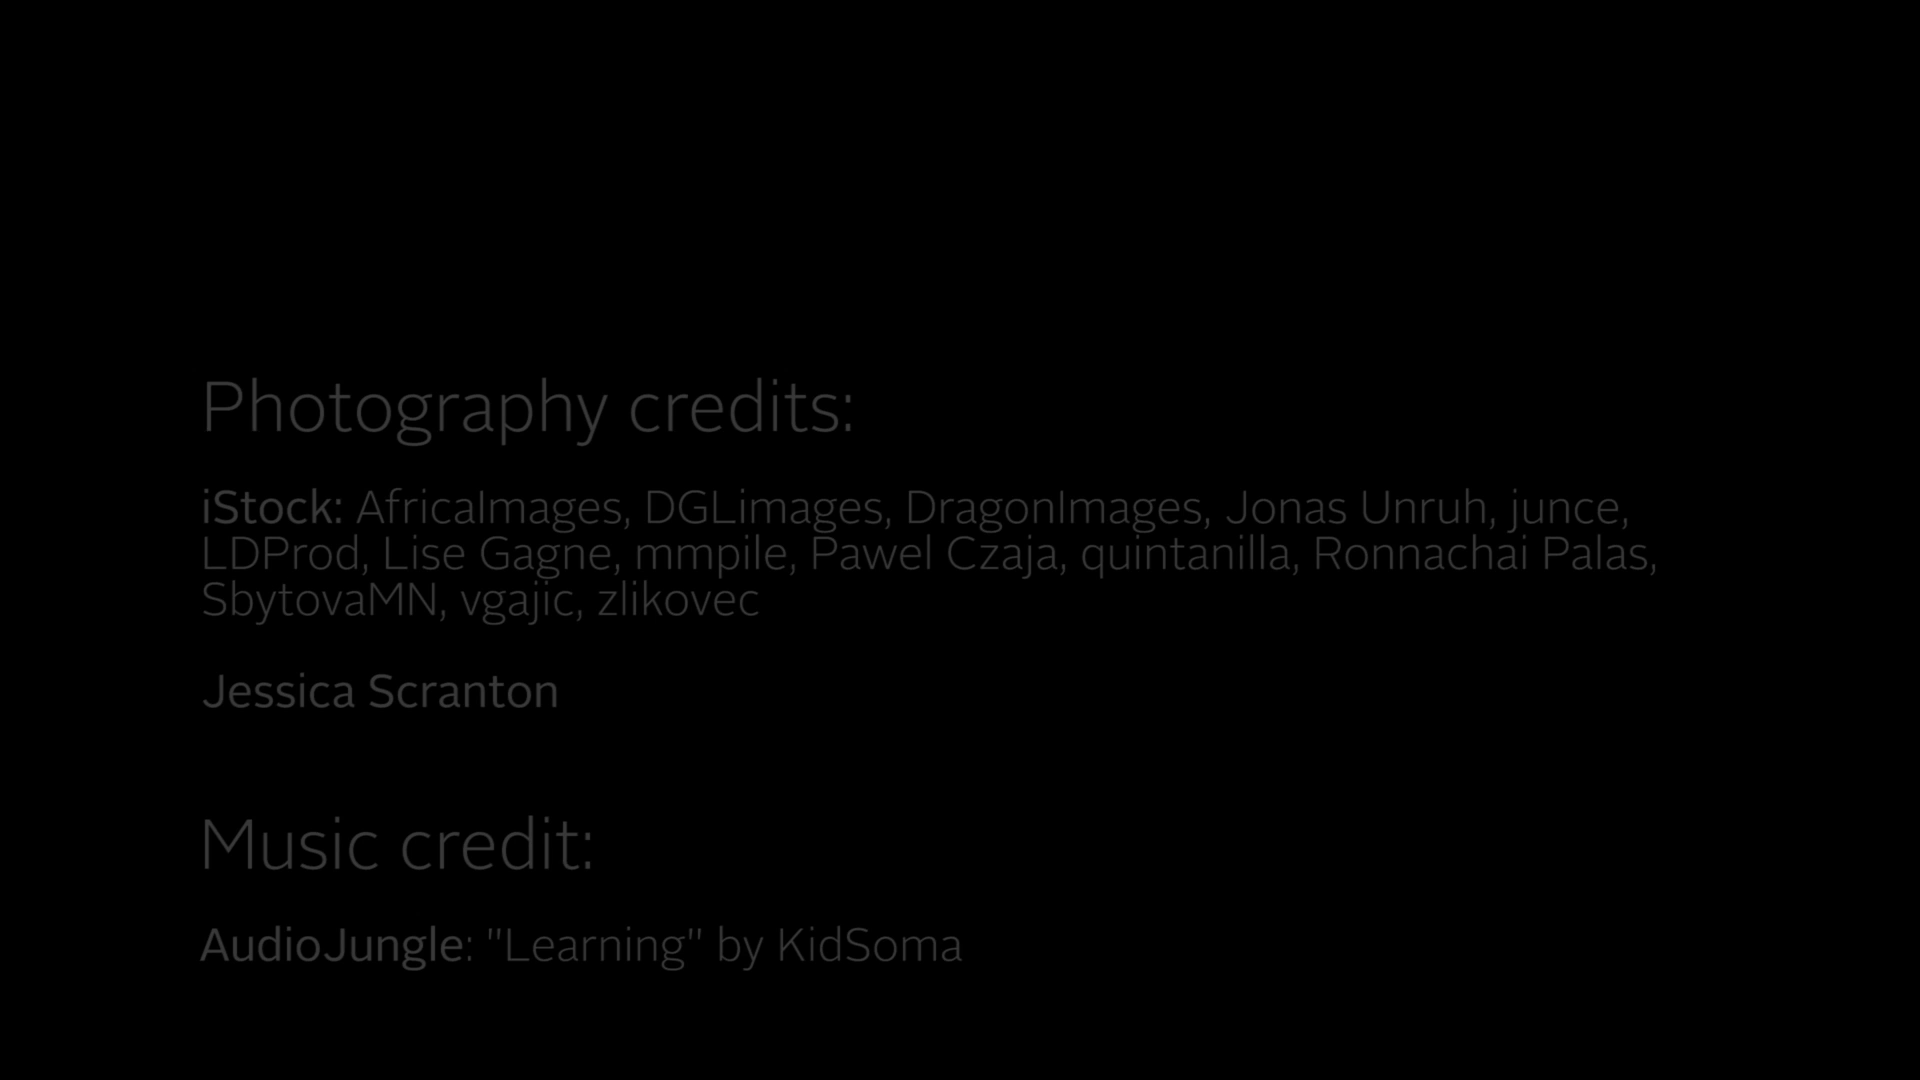 Photography credits:
iStock: AfricaImages, DGLimages, DragonImages, Jonas Unruh, junce,
LDProd, Lise Gagne, mmpile, Pawel Czaja, quintanilla, Ronnachai Palas,
SbytovaMN, vgajic, zlikovec
Jessica Scranton
Music credit:
AudioJungle: "Learning" by KidSoma